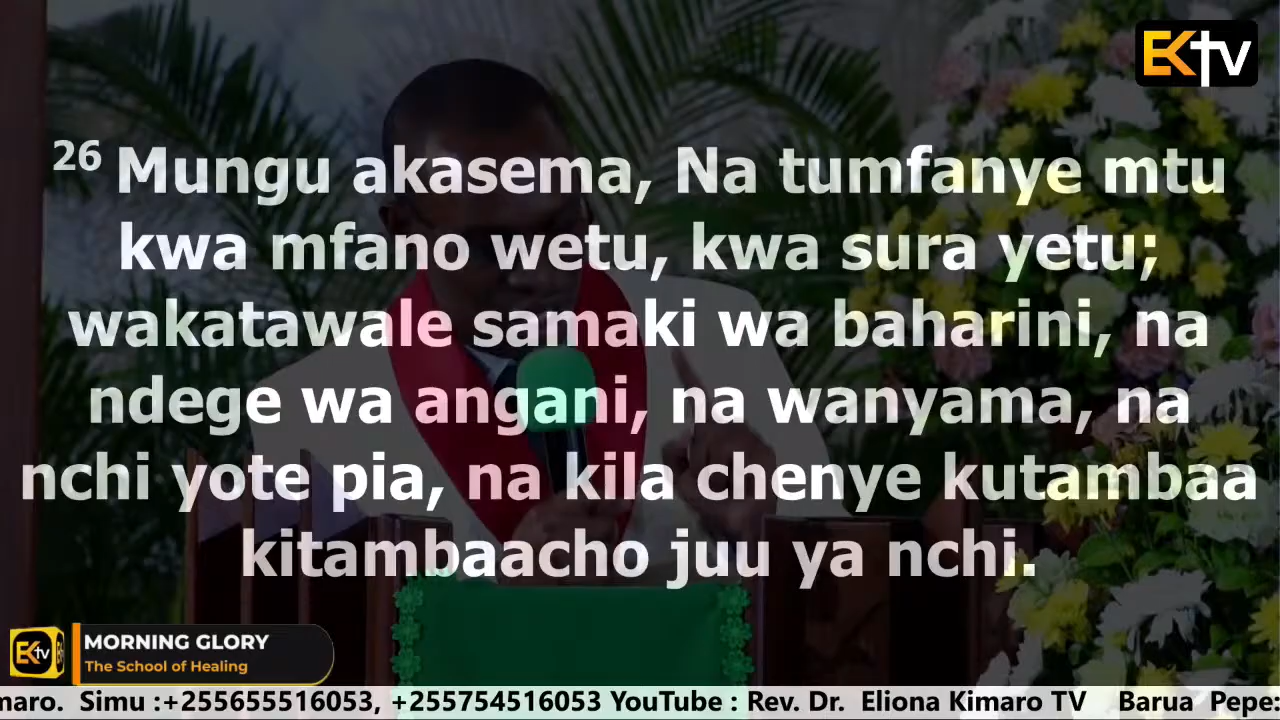 EKtv
26 Mungu akasema, Na tumfanye mtu
kwa mfano wetu, kwa sura yetu;
wakatawale samaki wa baharini, na
ndege wa angani, na wanyama, na
nchi yote pia, na kila chenye kutambaa
kitambaacho juu ya nchi.
EKtv
MORNING GLORY
The School of Healing
maro. Simu :+255655516053, +255754516053 YouTube : Rev. Dr. Eliona Kimaro TV Barua Pepe: